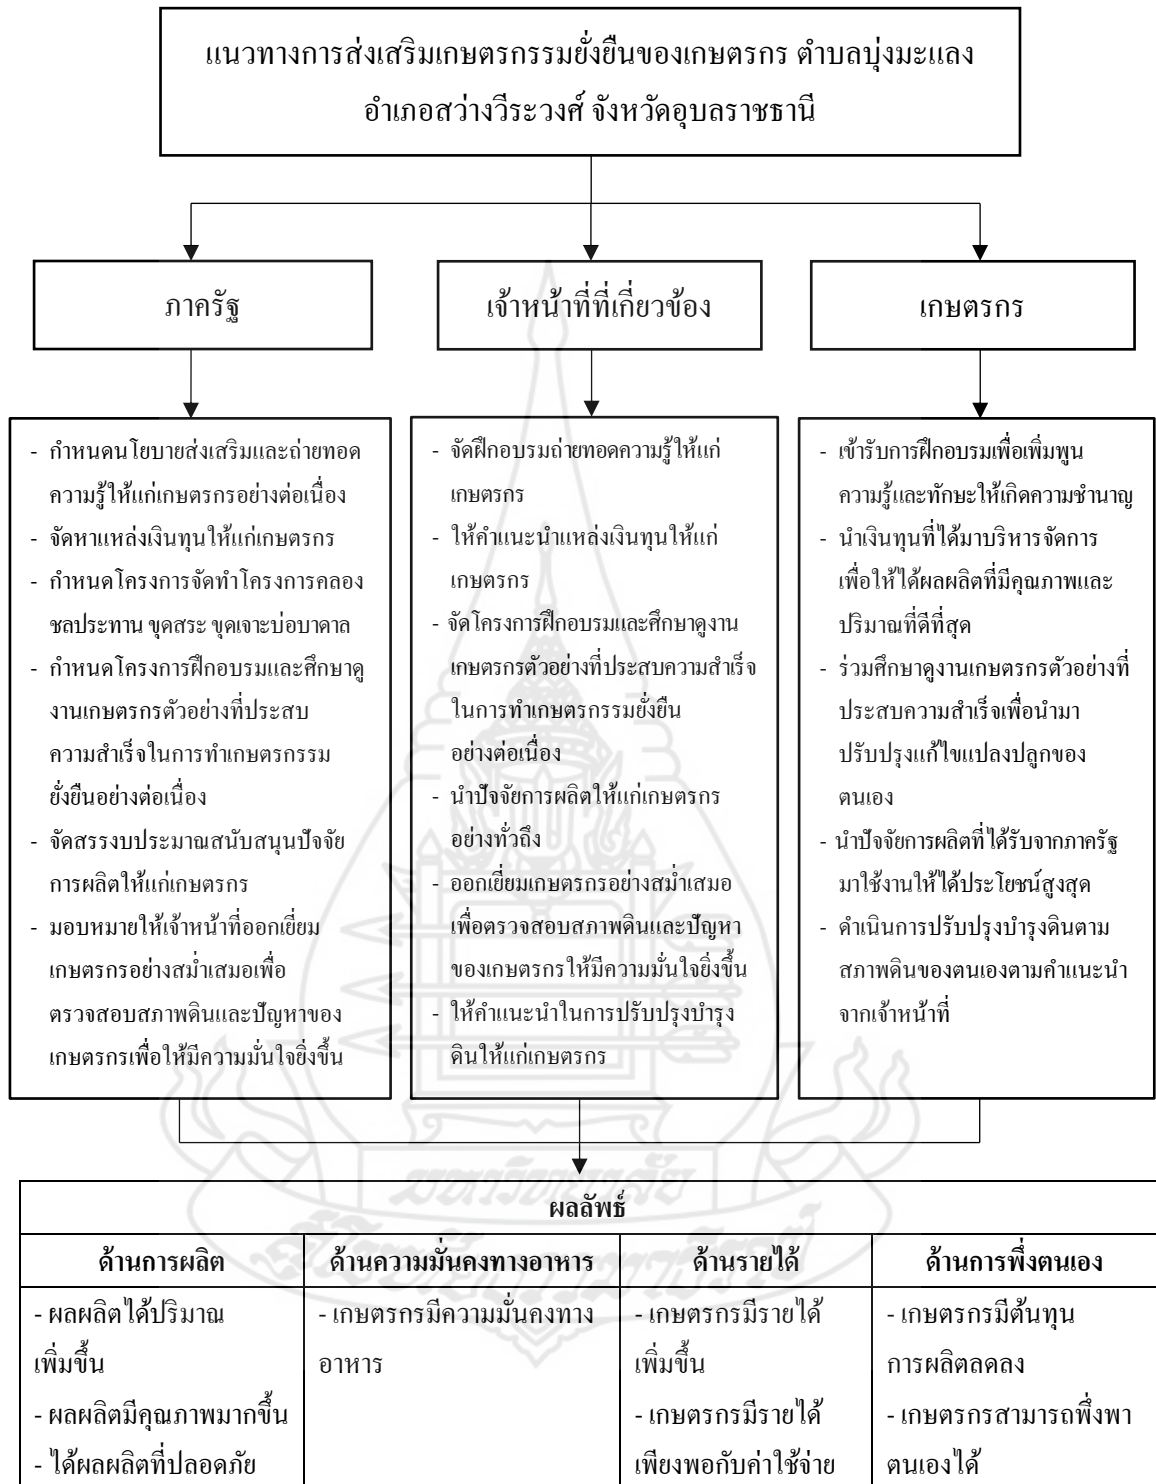 แนวทางการส่งเสริมเกษตรกรรมยั่งยืนของเกษตรกร ตำบลบุ่งมะแลง
อำเภอสว่างวีระวงศ์ จังหวัดอุบลราชธานี
ภาครัฐ
เจ้าหน้าที่ที่เกี่ยวข้อง
เกษตรกร
- กำหนดนโยบายส่งเสริมและถ่ายทอด
ความรู้ให้แก่เกษตรกรอย่างต่อเนื่อง
- จัดหาแหล่งเงินทุนให้แก่เกษตรกร
- กำหนดโครงการจัดทำโครงการคลอง
ชลประทาน ขุดสระ ขุดเจาะบ่อบาดาล
- กำหนดโครงการฝึกอบรมและศึกษาดู
งานเกษตรกรตัวอย่างที่ประสบ
ความสำเร็จในการทำเกษตรกรรม
ยั่งยืนอย่างต่อเนื่อง
- จัดสรรงบประมาณสนับสนุนปัจจัย
การผลิตให้แก่เกษตรกร
- มอบหมายให้เจ้าหน้าที่ออกเยี่ยม
เกษตรกรอย่างสม่ำเสมอเพื่อ
ตรวจสอบสภาพดินและปัญหาของ
เกษตรกรเพื่อให้มีความมั่นใจยิ่งขึ้น
- จัดฝึกอบรมถ่ายทอดความรู้ให้แก่
เกษตรกร
- ให้คำแนะนำแหล่งเงินทุนให้แก่
เกษตรกร
- จัดโครงการฝึกอบรมและศึกษาดูงาน
เกษตรกรตัวอย่างที่ประสบความสำเร็จ
ในการทำเกษตรกรรมยั่งยืน
อย่างต่อเนื่อง
- นำปัจจัยการผลิตให้แก่เกษตรกร
อย่างทั่วถึง
- ออกเยี่ยมเกษตรกรอย่างสม่ำเสมอ
เพื่อตรวจสอบสภาพดินและปัญหา
ของเกษตรกรให้มีความมั่นใจยิ่งขึ้น
- ให้คำแนะนำในการปรับปรุงบำรุง
ดินให้แก่เกษตรกร
- เข้ารับการฝึกอบรมเพื่อเพิ่มพูน
ความรู้และทักษะให้เกิดความชำนาญ
- นำเงินทุนที่ได้มาบริหารจัดการ
เพื่อให้ได้ผลผลิตที่มีคุณภาพและ
ปริมาณที่ดีที่สุด
- ร่วมศึกษาดูงานเกษตรกรตัวอย่างที่
ประสบความสำเร็จเพื่อนำมา
ปรับปรุงแก้ไขแปลงปลูกของ
ตนเอง
- นำปัจจัยการผลิตที่ได้รับจากภาครัฐ
มาใช้งานให้ได้ประโยชน์สูงสุด
- ดำเนินการปรับปรุงบำรุงดินตาม
สภาพดินของตนเองตามคำแนะนำ
จากเจ้าหน้าที่
มหาวิทยาลัย
สุโขทัยธรรมาธิราช
ผลลัพธ์
ด้านการผลิต
ด้านความมั่นคงทางอาหาร
ด้านรายได้
ด้านการพึ่งตนเอง
- ผลผลิตได้ปริมาณ
เพิ่มขึ้น
- ผลผลิตมีคุณภาพมากขึ้น
- ได้ผลผลิตที่ปลอดภัย
- เกษตรกรมีความมั่นคงทาง
อาหาร
- เกษตรกรมีรายได้
เพิ่มขึ้น
- เกษตรกรมีรายได้
เพียงพอกับค่าใช้จ่าย
- เกษตรกรมีต้นทุน
การผลิตลดลง
- เกษตรกรสามารถพึ่งพา
ตนเองได้